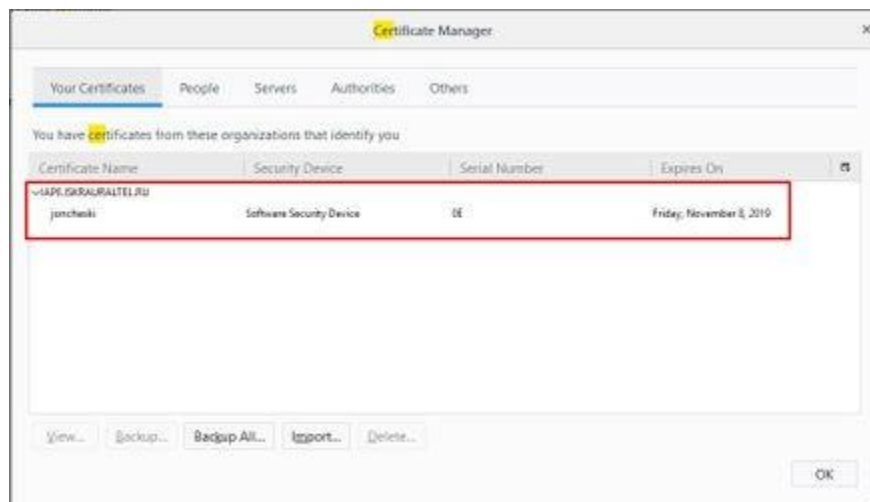 Certificate Manager
Your Certificates People Servers Authorities Others
You have certificates from these organizations that identify you
Certificate Name Security Device Serial Number Expires On
IAPE.ISKRAURALTEL.RU
joncheski Software Security Device 0E Friday, November 8, 2019
View... Backup... Backup All... Import... Delete...
OK